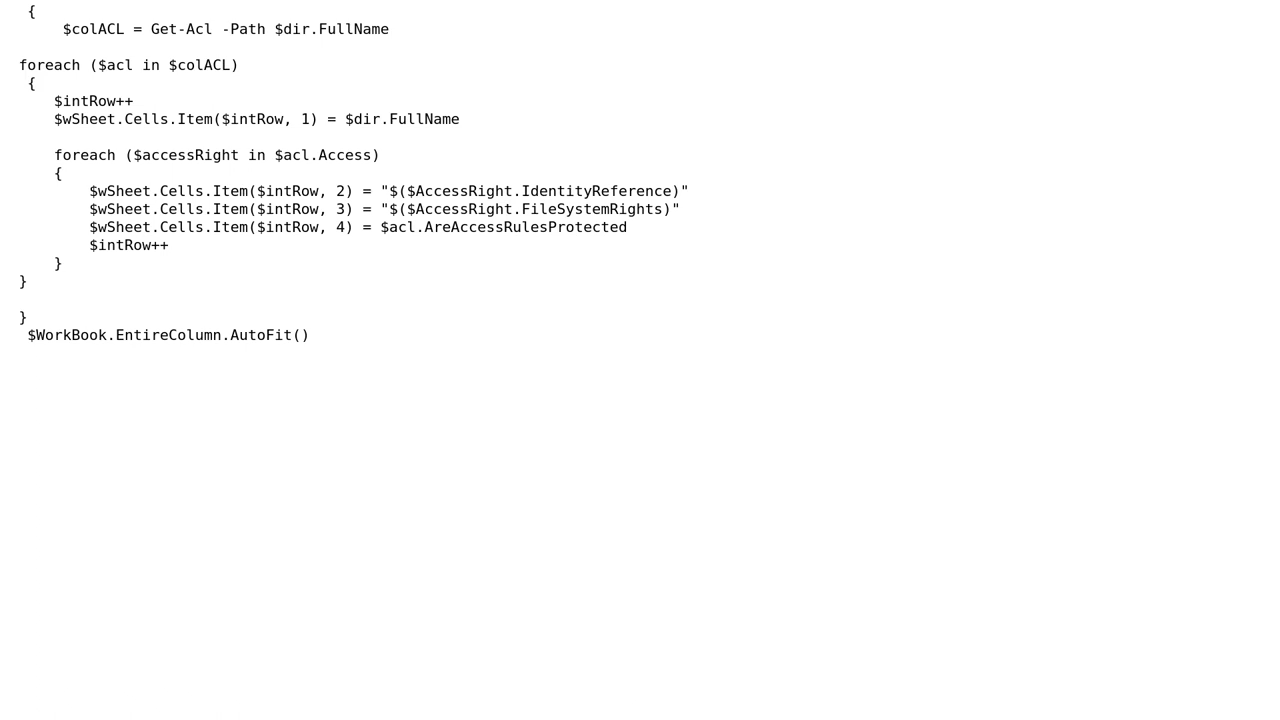 {
$colACL = Get-Acl -Path $dir.FullName
foreach ($acl in $colACL)
{
$intRow++
$wSheet.Cells.Item($intRow, 1) = $dir.FullName
foreach ($accessRight in $acl.Access)
{
$wSheet.Cells.Item($intRow, 2) = "$($AccessRight.IdentityReference)"
$wSheet.Cells.Item($intRow, 3) = "$($AccessRight.FileSystemRights)"
$wSheet.Cells.Item($intRow, 4) = $acl.AreAccessRulesProtected
$intRow++
}
}
}
$WorkBook.EntireColumn.AutoFit()